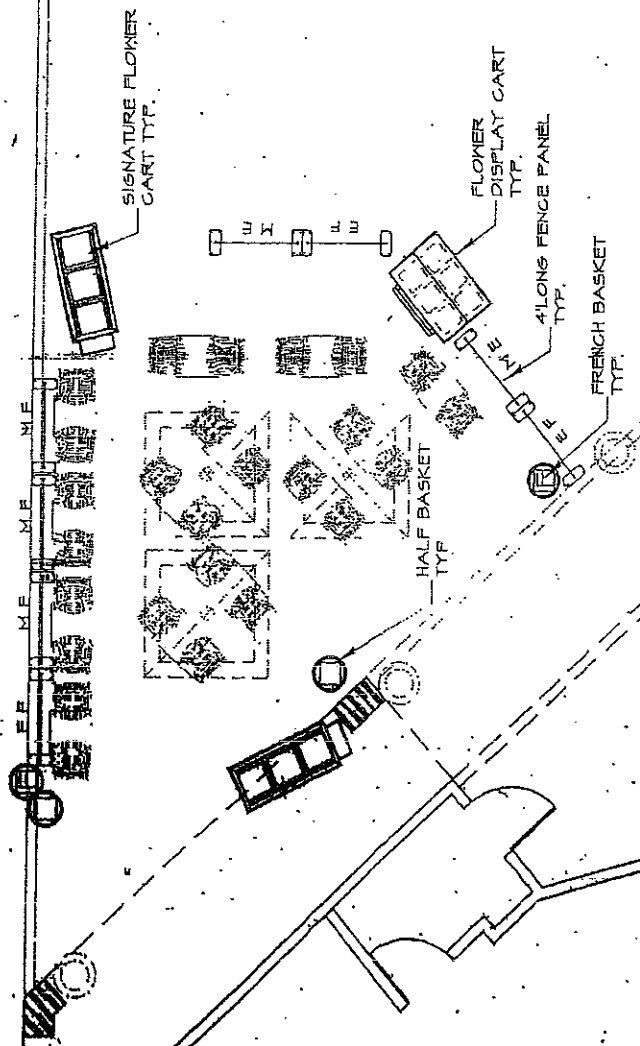 SIGNATURE FLOWER
CART TYP.
FLOWER
DISPLAY CART
TYP.
4' LONG FENCE PANEL
TYP.
FRENCH BASKET
TYP.
HALF BASKET
TYP
M F
M F
M F
F F